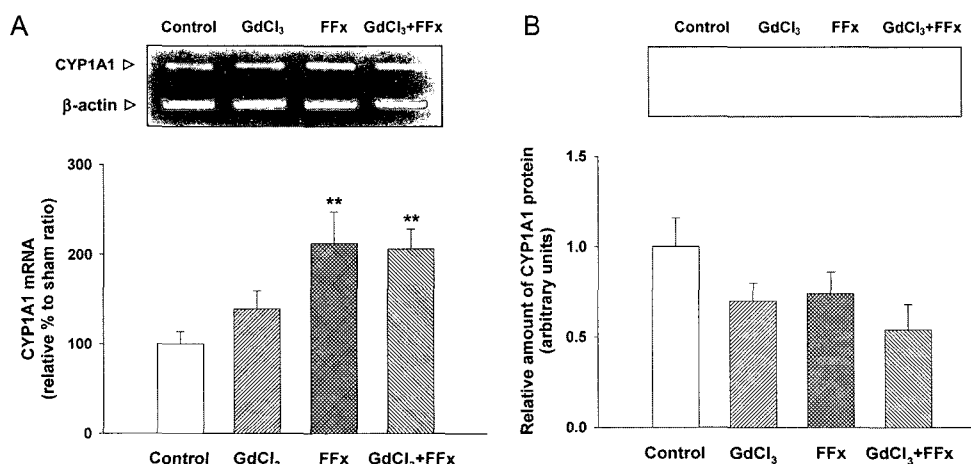 A
Control GdCl₃ FFx GdCl₃+FFx
CYP1A1 ▷
β-actin ▷
CYP1A1 mRNA
(relative % to sham ratio)
300
200
100
0
** **
Control GdCl₃ FFx GdCl₃+FFx
B
Control GdCl₃ FFx GdCl₃+FFx
Relative amount of CYP1A1 protein
(arbitrary units)
1.5
1.0
0.5
0.0
Control GdCl₃ FFx GdCl₃+FFx